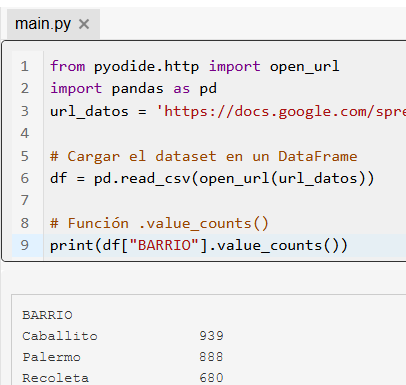 main.py ×
1 from pyodide.http import open_url
2 import pandas as pd
3 url_datos = 'https://docs.google.com/spre
4
5 # Cargar el dataset en un DataFrame
6 df = pd.read_csv(open_url(url_datos))
7
8 # Función .value_counts()
9 print(df["BARRIO"].value_counts())
BARRIO
Caballito 939
Palermo 888
Recoleta 680